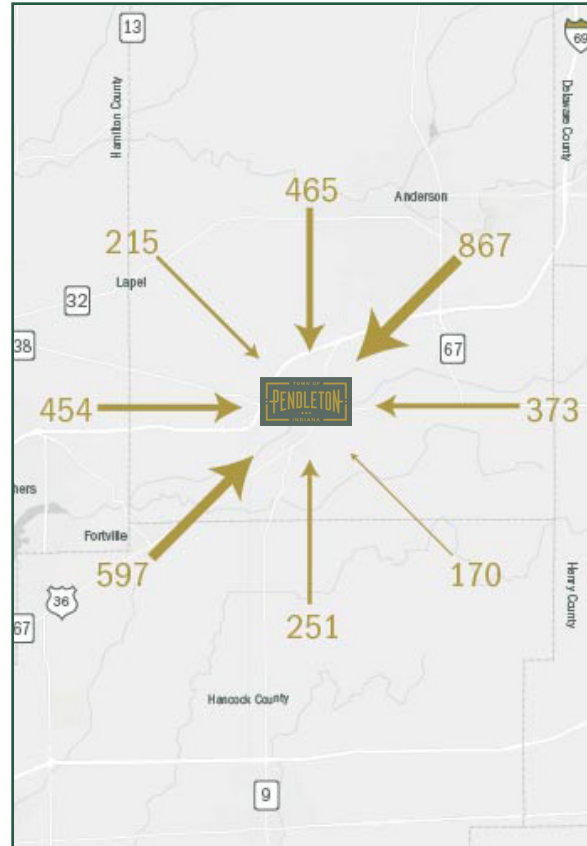 13
69
Hamilton County
Delaware County
465
Anderson
215
867
Lapel
32
38
67
TOWN OF
PENDLETON
INDIANA
454
373
Fortville
597
170
36
251
67
Henry County
Hancock County
9